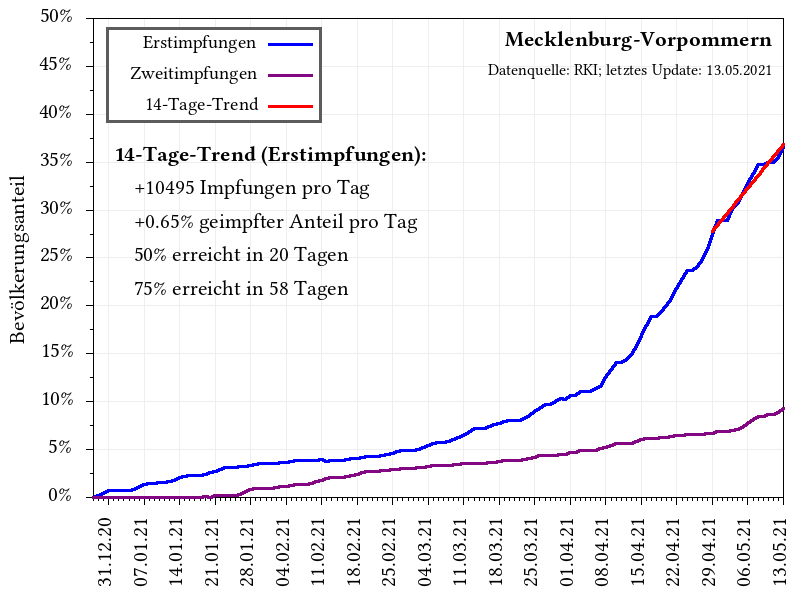 Mecklenburg-Vorpommern
Datenquelle: RKI; letztes Update: 13.05.2021
Erstimpfungen
Zweitimpfungen
14-Tage-Trend
14-Tage-Trend (Erstimpfungen):
+10495 Impfungen pro Tag
+0.65% geimpfter Anteil pro Tag
50% erreicht in 20 Tagen
75% erreicht in 58 Tagen
Bevölkerungsanteil
50%
45%
40%
35%
30%
25%
20%
15%
10%
5%
0%
31.12.20
07.01.21
14.01.21
21.01.21
28.01.21
04.02.21
11.02.21
18.02.21
25.02.21
04.03.21
11.03.21
18.03.21
25.03.21
01.04.21
08.04.21
15.04.21
22.04.21
29.04.21
06.05.21
13.05.21